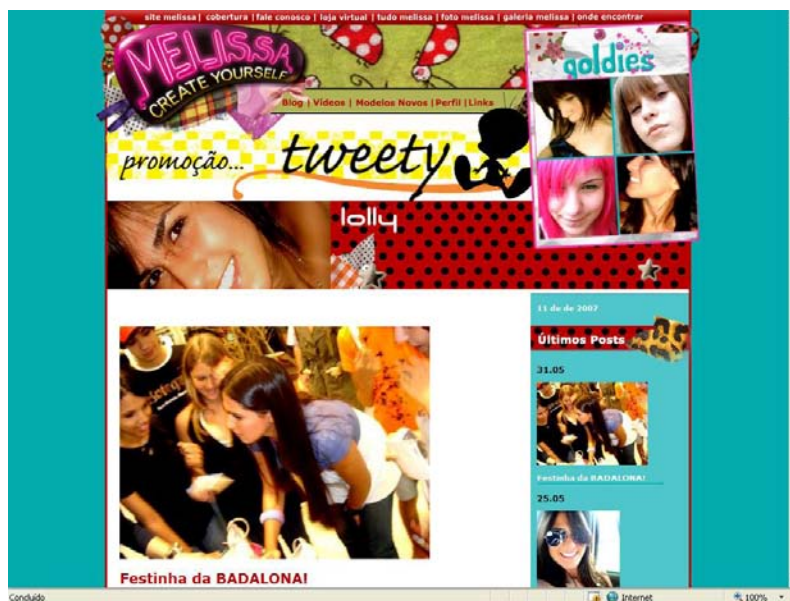 site melissa | cobertura | fale conosco | loja virtual | tudo melissa | foto melissa | galeria melissa | onde encontrar
MELISSA
CREATE YOURSELF
goldies
Blog | Vídeos | Modelos Novos | Perfil | Links
promoção... tweety
lolly
11 de de 2007
Últimos Posts
31.05
Festinha da BADALONA!
25.05
Festinha da BADALONA!
Concluído
Internet
100%